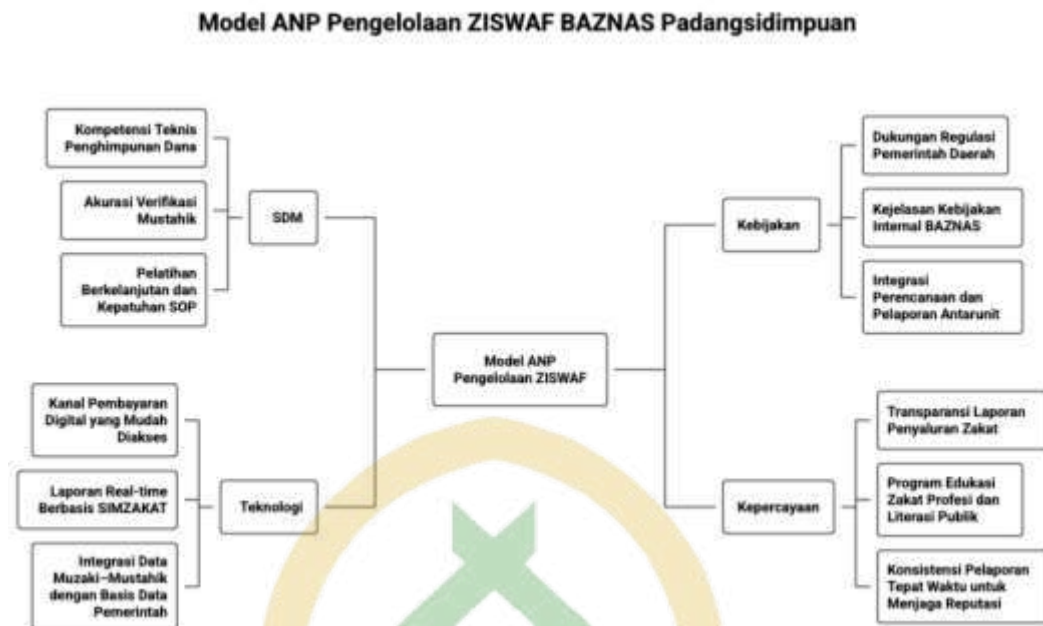 Model ANP Pengelolaan ZISWAF BAZNAS Padangsidimpuan
Kompetensi Teknis
Penghimpunan Dana
Akurasi Verifikasi
Mustahik
Pelatihan
Berkelanjutan dan
Kepatuhan SOP
SDM
Kanal Pembayaran
Digital yang Mudah
Diakses
Laporan Real-time
Berbasis SIMZAKAT
Integrasi Data
Muzaki–Mustahik
dengan Basis Data
Pemerintah
Teknologi
Model ANP
Pengelolaan ZISWAF
Kebijakan
Dukungan Regulasi
Pemerintah Daerah
Kejelasan Kebijakan
Internal BAZNAS
Integrasi
Perencanaan dan
Pelaporan Antarunit
Kepercayaan
Transparansi Laporan
Penyaluran Zakat
Program Edukasi
Zakat Profesi dan
Literasi Publik
Konsistensi Pelaporan
Tepat Waktu untuk
Menjaga Reputasi